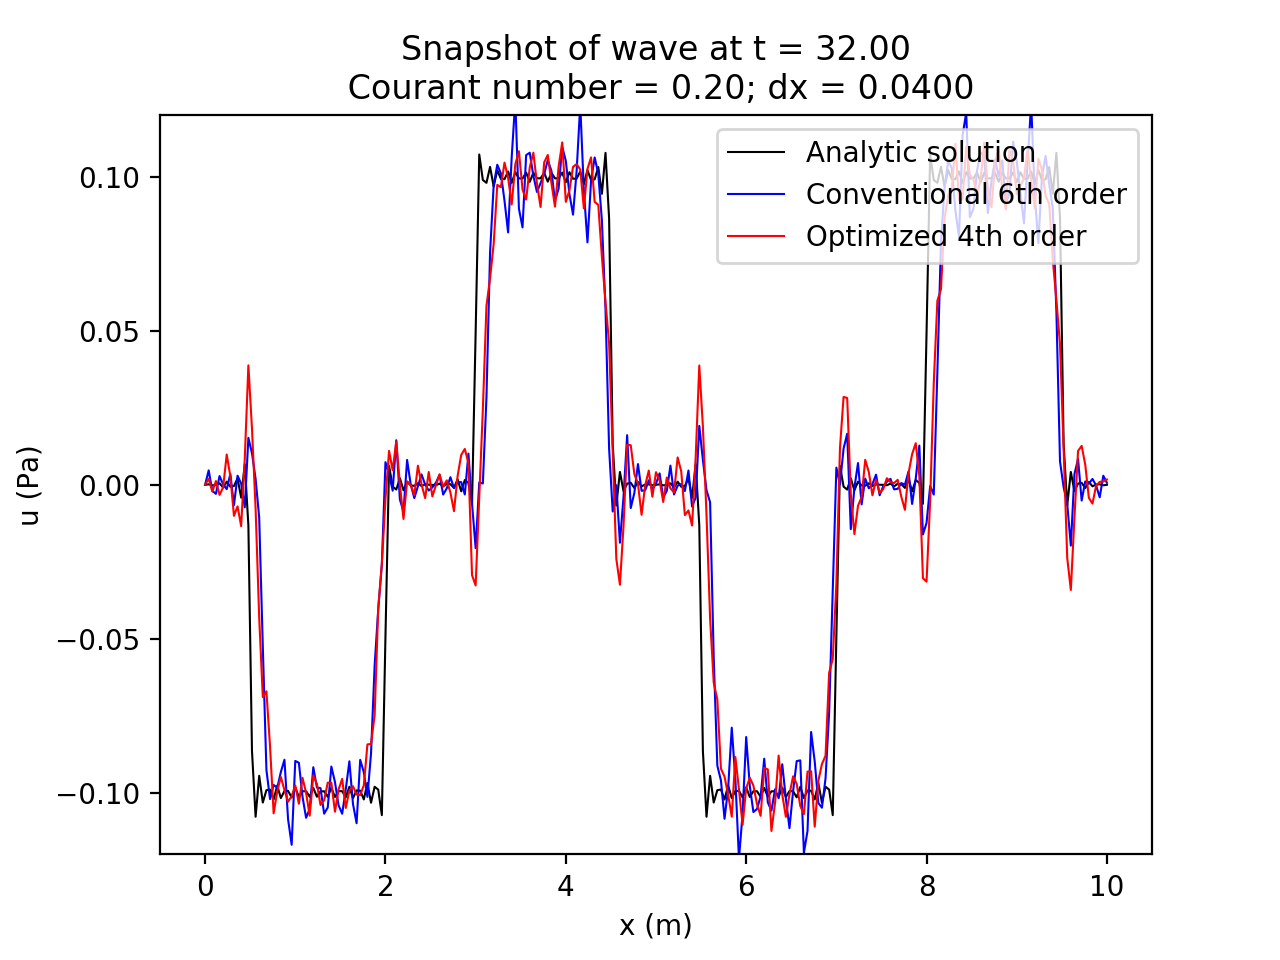 Snapshot of wave at t = 32.00
Courant number = 0.20; dx = 0.0400
Analytic solution
Conventional 6th order
Optimized 4th order
0.10
0.05
0.00
−0.05
−0.10
u (Pa)
0 2 4 6 8 10
x (m)